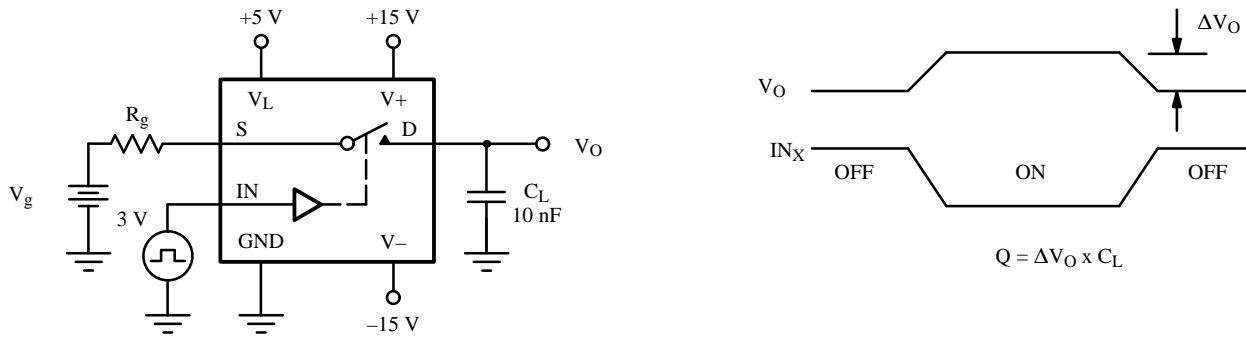 +5 V
+15 V
V_L
V+
R_g
S
D
V_O
V_g
IN
C_L
10 nF
3 V
GND
V–
–15 V
ΔV_O
V_O
IN_X
OFF
ON
OFF
Q = ΔV_O x C_L